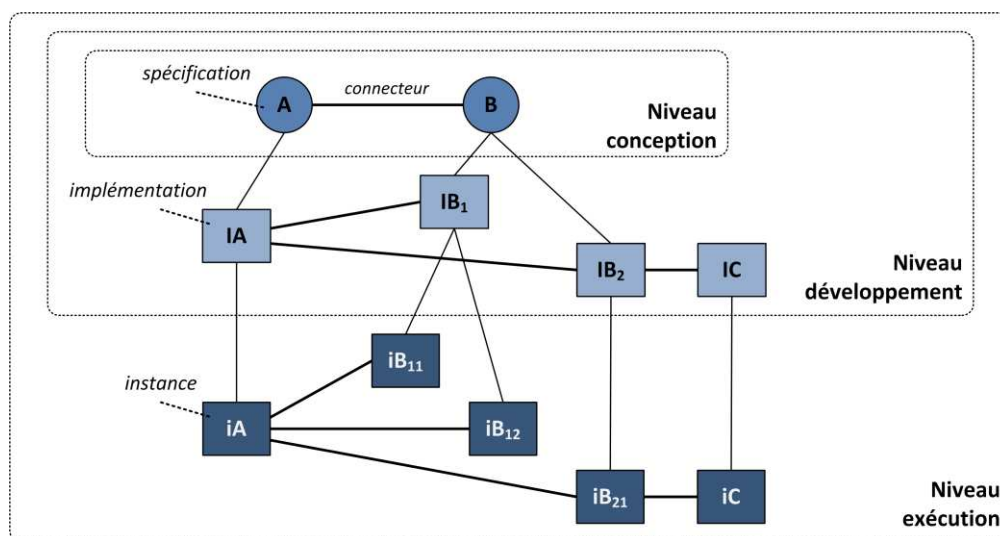 spécification
A
connecteur
B
Niveau
conception
implémentation
IA
IB₁
IB₂
IC
Niveau
développement
instance
iB₁₁
iA
iB₁₂
iB₂₁
iC
Niveau
exécution